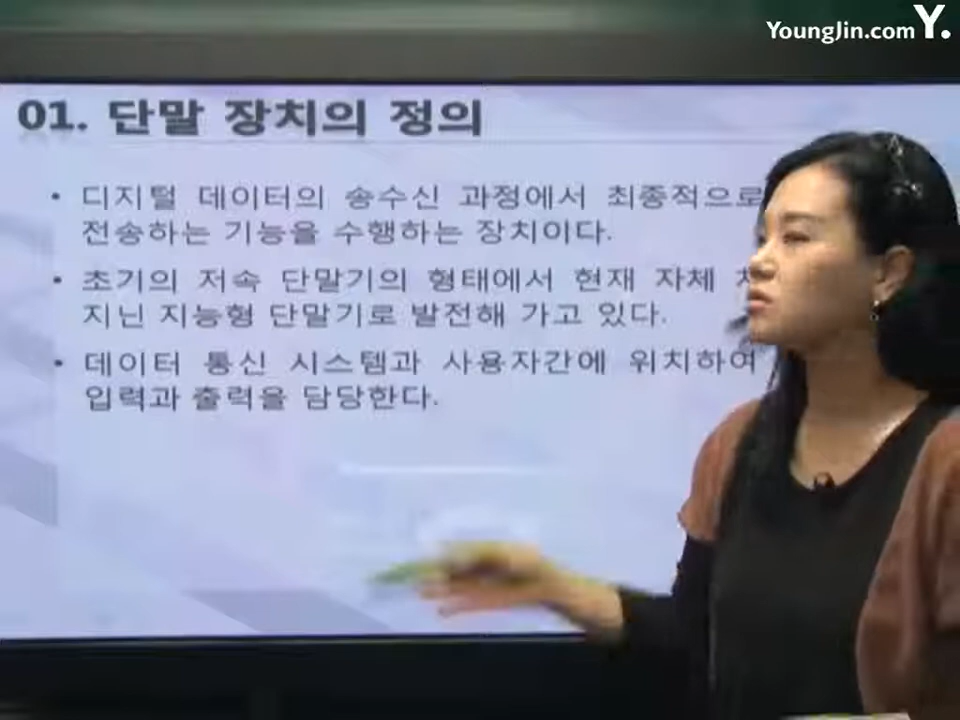 YoungJin.com Y.
01. 단말 장치의 정의
• 디지털 데이터의 송수신 과정에서 최종적으로
전송하는 기능을 수행하는 장치이다.
• 초기의 저속 단말기의 형태에서 현재 자체
지닌 지능형 단말기로 발전해 가고 있다.
• 데이터 통신 시스템과 사용자간에 위치하여
입력과 출력을 담당한다.